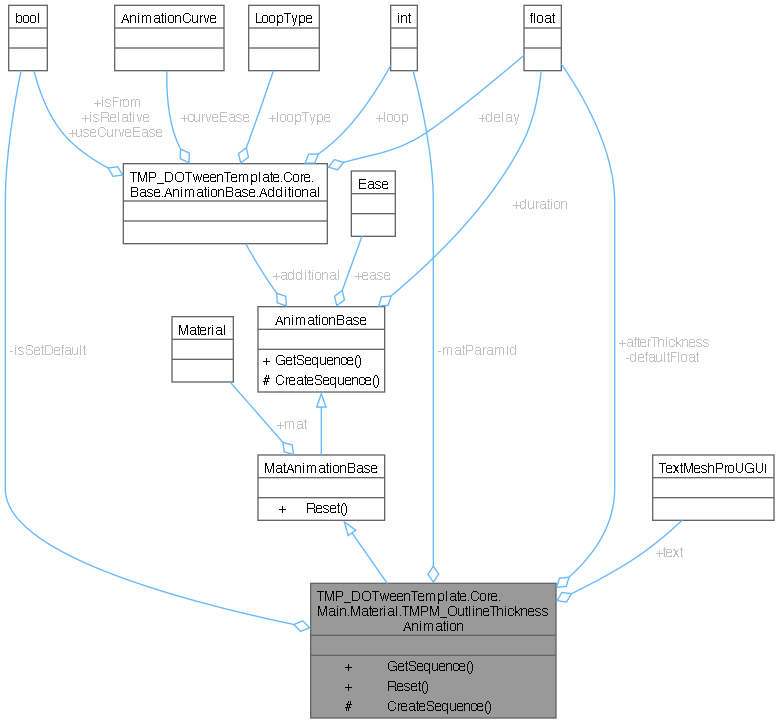 bool
AnimationCurve
LoopType
int
float
+isFrom
+isRelative
+useCurveEase
+curveEase
+loopType
+loop
+delay
TMP_DOTweenTemplate.Core.
Base.AnimationBase.Additional
Ease
+duration
+additional
+ease
AnimationBase
+ GetSequence()
# CreateSequence()
Material
-isSetDefault
-matParamId
+afterThickness
-defaultFloat
+mat
MatAnimationBase
+ Reset()
TextMeshProUGUI
+text
TMP_DOTweenTemplate.Core.
Main.Material.TMPM_OutlineThickness
Animation
+ GetSequence()
+ Reset()
# CreateSequence()